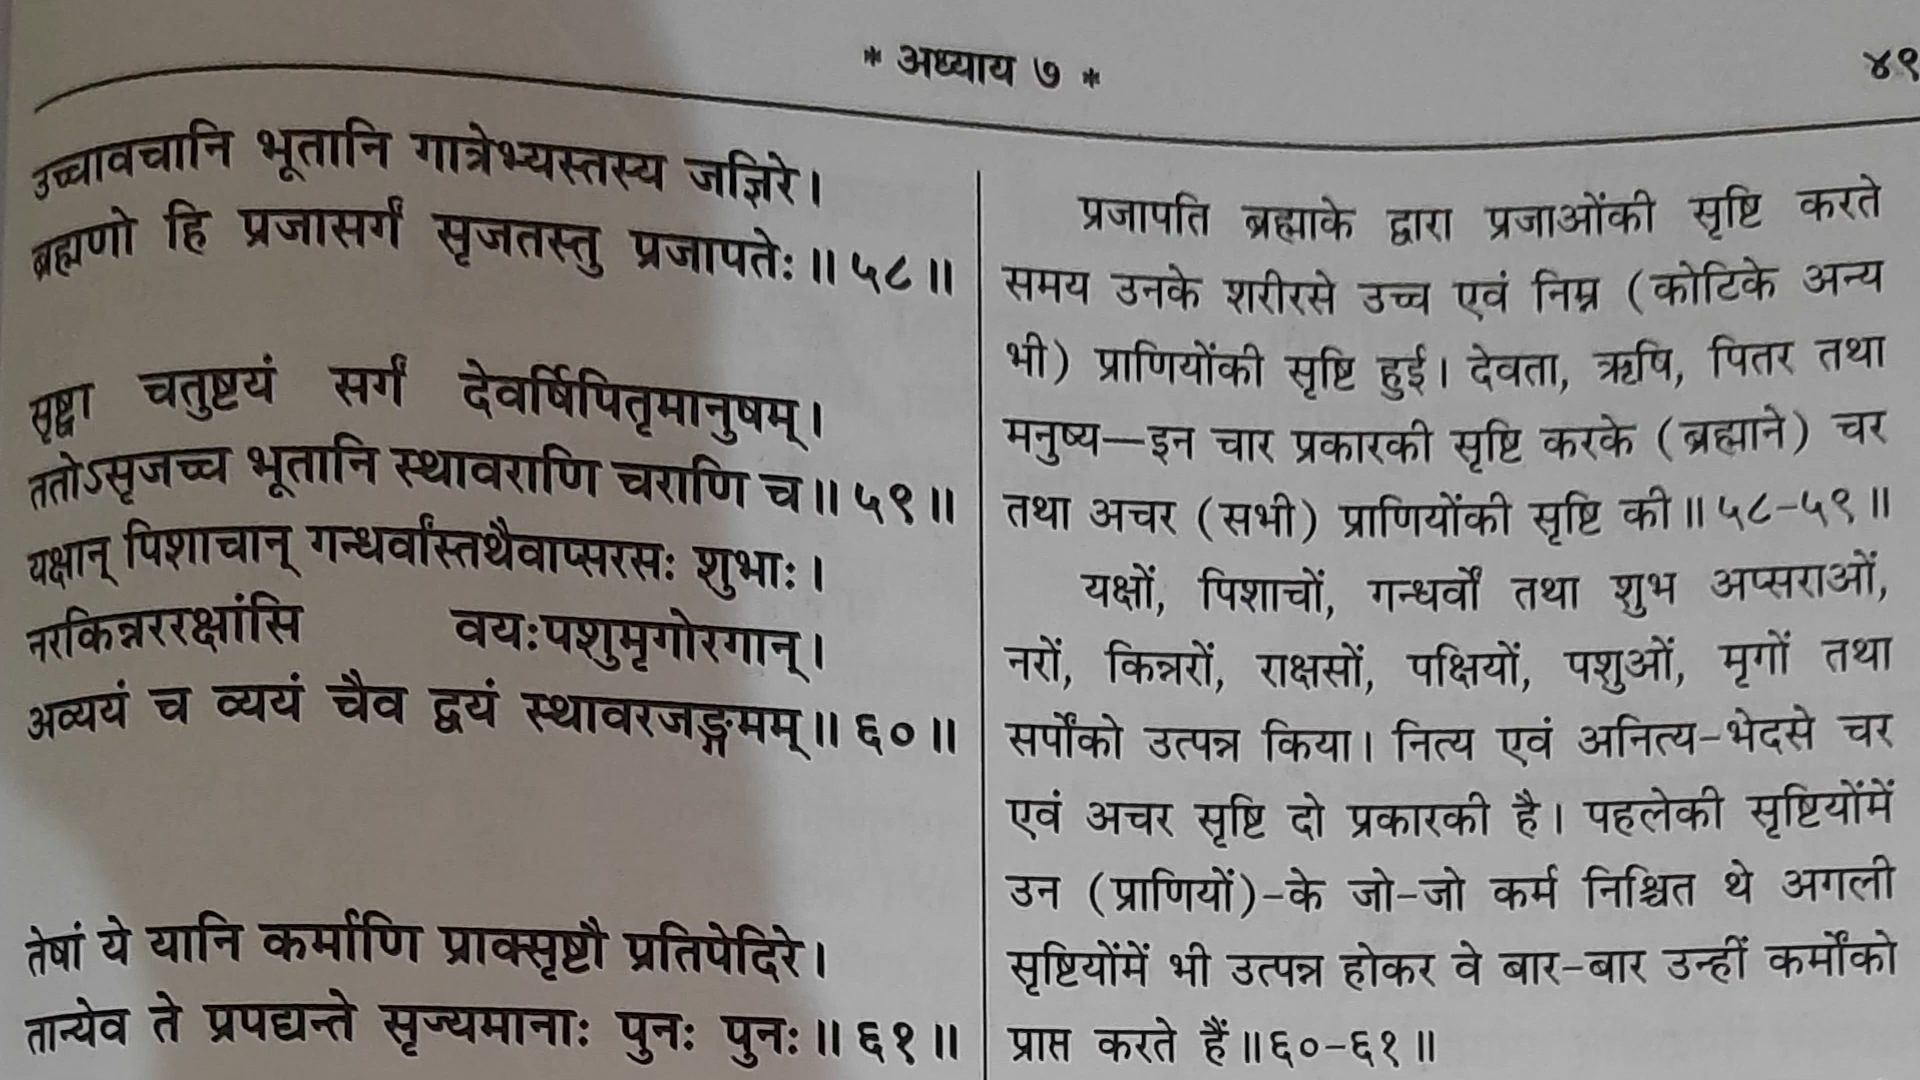 * अध्याय ७ *
४९
उच्चावचानि भूतानि गात्रेभ्यस्तस्य जज्ञिरे।
ब्रह्मणो हि प्रजासर्गं सृजतस्तु प्रजापतेः॥५८॥
सृष्ट्वा चतुष्टयं सर्गं देवर्षिपितृमानुषम्।
ततोऽसृजच्च भूतानि स्थावराणि चराणि च॥५९॥
यक्षान् पिशाचान् गन्धर्वांस्तथैवाप्सरसः शुभाः।
नरकिन्नररक्षांसि वयःपशुमृगोरगान्।
अव्ययं च व्ययं चैव द्वयं स्थावरजङ्गमम्॥६०॥
तेषां ये यानि कर्माणि प्राक्सृष्टौ प्रतिपेदिरे।
तान्येव ते प्रपद्यन्ते सृज्यमानाः पुनः पुनः॥६१॥
प्रजापति ब्रह्माके द्वारा प्रजाओंकी सृष्टि करते
समय उनके शरीरसे उच्च एवं निम्न (कोटिके अन्य
भी) प्राणियोंकी सृष्टि हुई। देवता, ऋषि, पितर तथा
मनुष्य—इन चार प्रकारकी सृष्टि करके (ब्रह्माने) चर
तथा अचर (सभी) प्राणियोंकी सृष्टि की॥५८-५९॥
यक्षों, पिशाचों, गन्धर्वों तथा शुभ अप्सराओं,
नरों, किन्नरों, राक्षसों, पक्षियों, पशुओं, मृगों तथा
सर्पोंको उत्पन्न किया। नित्य एवं अनित्य-भेदसे चर
एवं अचर सृष्टि दो प्रकारकी है। पहलेकी सृष्टियोंमें
उन (प्राणियों)-के जो-जो कर्म निश्चित थे अगली
सृष्टियोंमें भी उत्पन्न होकर वे बार-बार उन्हीं कर्मोंको
प्राप्त करते हैं॥६०-६१॥